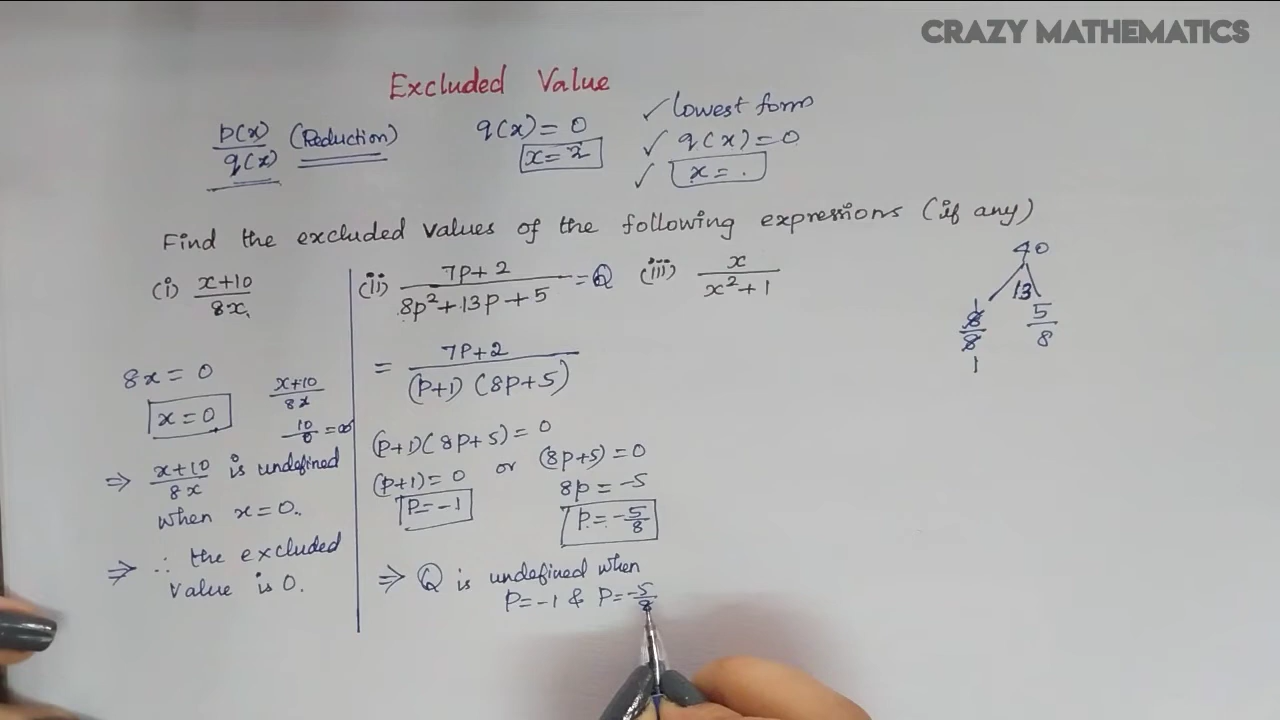 CRAZY MATHEMATICS
Excluded Value
p(x)/q(x) (Reduction)
q(x) = 0
x = 2
✓ lowest form
✓ q(x) = 0
✓ x = .
Find the excluded values of the following expressions (if any)
(i) x+10/8x
8x = 0
x = 0
x+10/8x
10/0 = ∞
⇒ x+10/8x is undefined
when x = 0.
⇒ ∴ the excluded
value is 0.
(ii) 7p+2/8p²+13p+5 = Q
= 7p+2/(p+1)(8p+5)
(p+1)(8p+5) = 0
(p+1) = 0 or (8p+5) = 0
p = -1
8p = -5
p = -5/8
⇒ Q is undefined when
p = -1 & p = -5/8
(iii) x/x²+1
40
13
8/8
1
1
5/8